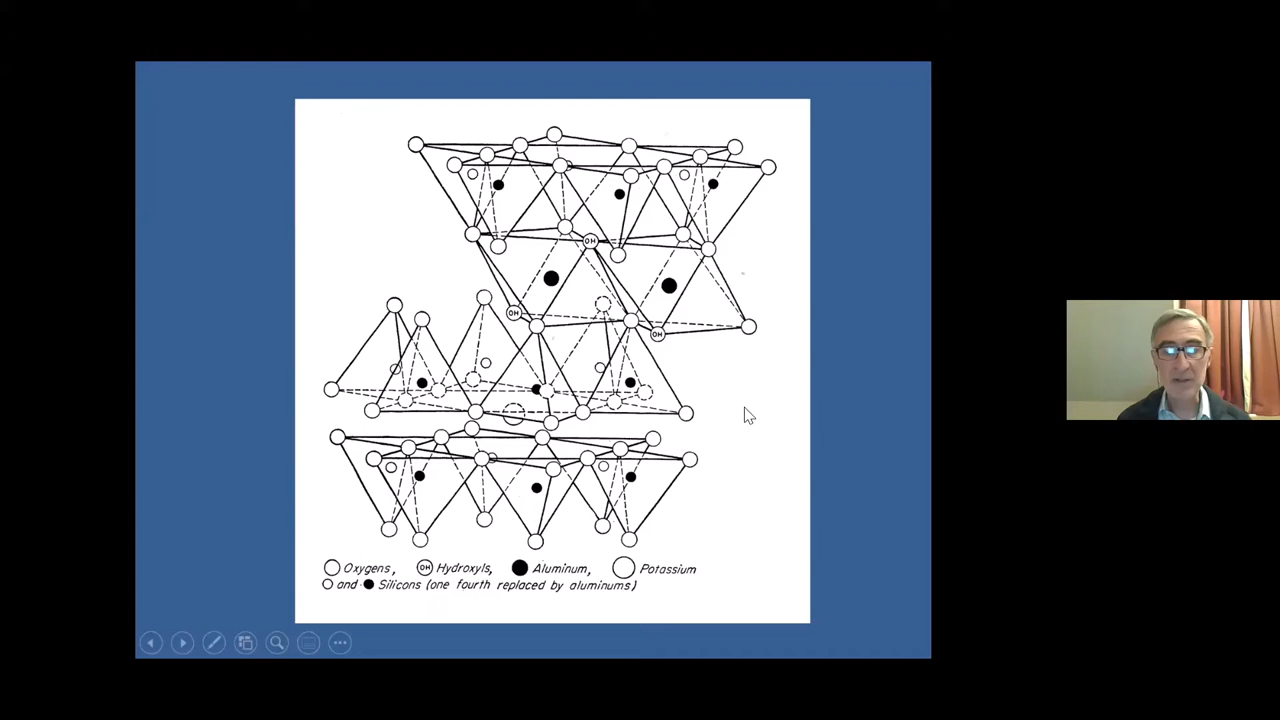 OH
OH
OH
Oxygens, OH Hydroxyls, Aluminum, Potassium
and Silicons (one fourth replaced by aluminums)